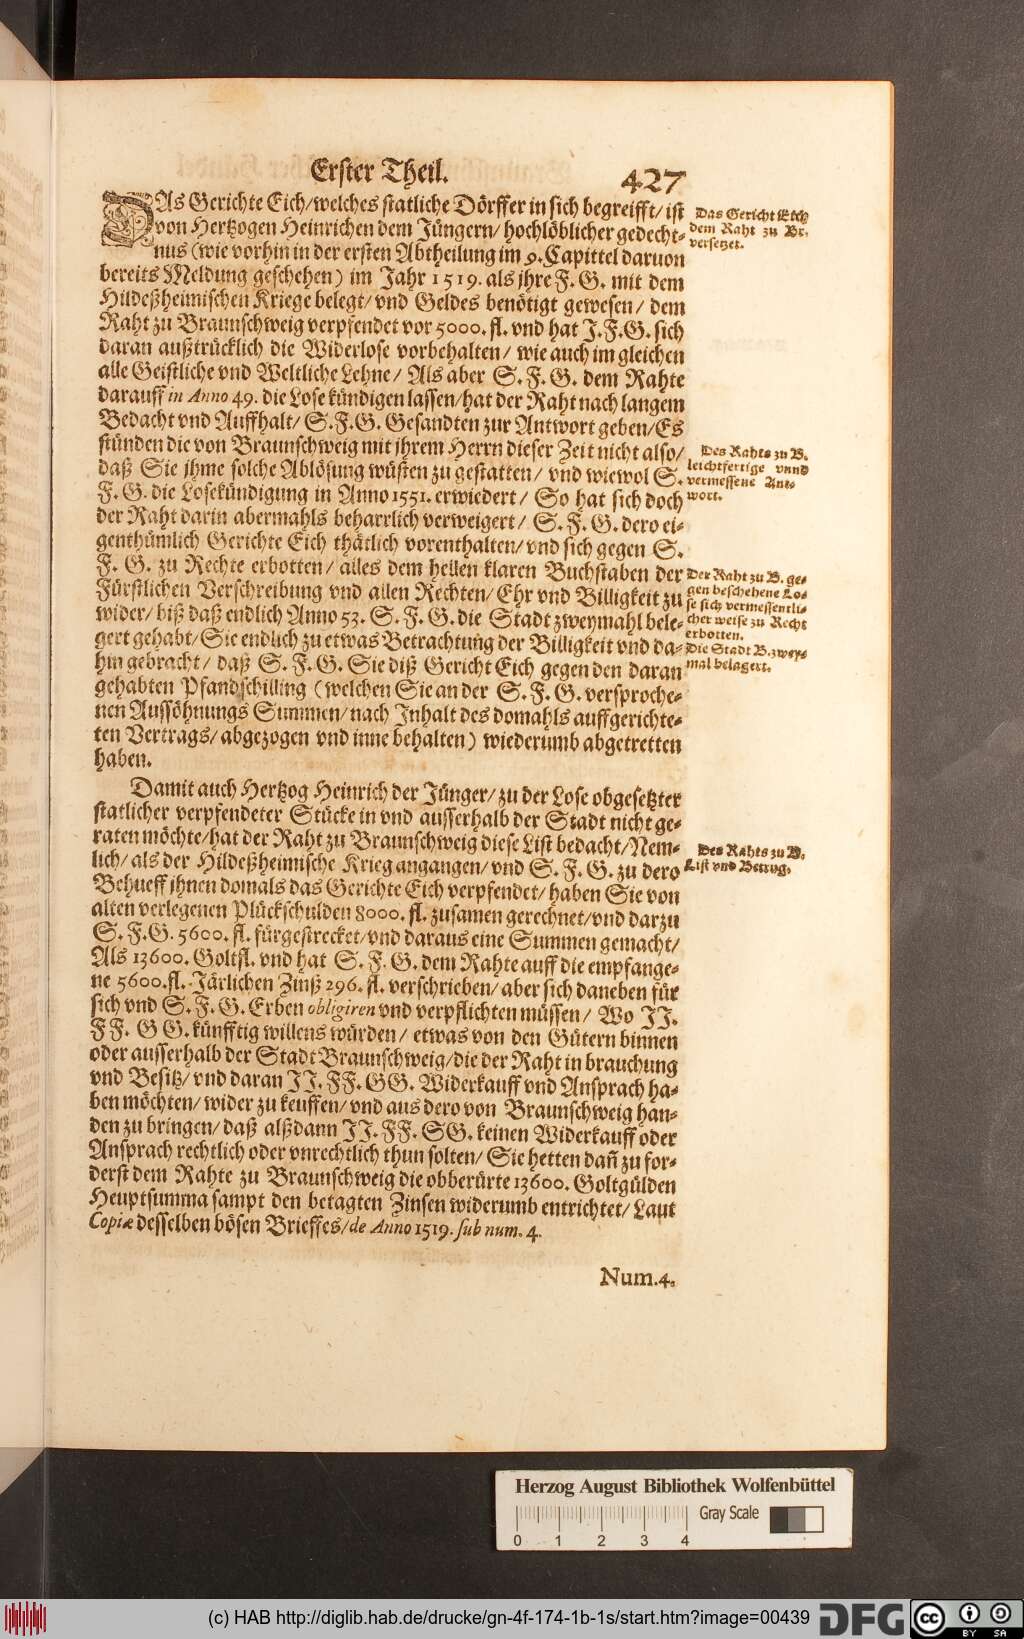 Erster Theil. 427
DAs Gerichte Eich/welches statliche Dörffer in sich begreifft/ ist
von Hertzogen Heinrichen dem Jüngern/ hochlöblicher gedecht-
nus (wie vorhin in der ersten Abtheilung im 9. Capittel daruon
bereits Meldung geschehen) im Jahr 1519. als jhre F. G. mit dem
Hildeßheimischen Kriege belegt/ vnd Geldes benötigt gewesen/ dem
Raht zu Braunschweig verpfendet vor 5000. fl. vnd hat J. F. G. sich
daran außtrücklich die Widerlose vorbehalten/ wie auch im gleichen
alle Geistliche vnd Weltliche Lehne/ Als aber S. F. G. dem Rahte
darauff in Anno 49. die Lose kündigen lassen/ hat der Raht nach langem
Bedacht vnd Auffhalt/ S. F. G. Gesandten zur Antwort geben/ Es
stünden die von Braunschweig mit jhrem Herrn dieser Zeit nicht also/
daß Sie jhme solche Ablösung wüsten zu gestatten/ vnd wiewol S.
F. G. die Losekündigung in Anno 1551. erwiedert/ So hat sich doch
der Raht darin abermahls beharrlich verweigert/ S. F. G. dero ei-
genthümlich Gerichte Eich thätlich vorenthalten/ vnd sich gegen S.
F. G. zu Rechte erbotten/ alles dem hellen klaren Buchstaben der
Fürstlichen Verschreibung vnd allen Rechten/ Ehr vnd Billigkeit zu
wider/ biß daß endlich Anno 53. S. F. G. die Stadt zweymahl bele-
gert gehabt/ Sie endlich zu etwas Betrachtung der Billigkeit vnd da-
hin gebracht/ daß S. F. G. Sie diß Gericht Eich gegen den daran
gehabten Pfandschilling (welchen Sie an der S. F. G. versproche-
nen Aussöhnungs Summen/ nach Inhalt des domahls auffgerichte-
ten Vertrags/ abgezogen vnd inne behalten) wiederumb abgetretten
haben.
Damit auch Hertzog Heinrich der Jünger/ zu der Lose obgesetzter
statlicher verpfendeter Stücke in vnd ausserhalb der Stadt nicht ge-
raten möchte/ hat der Raht zu Braunschweig diese List bedacht/ Nem-
lich/ als der Hildeßheimische Krieg angangen/ vnd S. F. G. zu dero
Behueff jhnen domals das Gerichte Eich verpfendet/ haben Sie von
alten verlegenen Plückschulden 8000. fl. zusamen gerechnet/ vnd darzu
S. F. G. 5600. fl. fürgestrecket/ vnd daraus eine Summen gemacht/
Als 13600. Goltfl. vnd hat S. F. G. dem Rahte auff die empfange-
ne 5600. fl. Järlichen Zinß 296. fl. verschrieben/ aber sich daneben für
sich vnd S. F. G. Erben obligiren vnd verpflichten müssen/ Wo JJ.
FF. GG. künfftig willens würden/ etwas von den Gütern binnen
oder ausserhalb der Stadt Braunschweig/ die der Raht in brauchung
vnd Besitz/ vnd daran JJ. FF. GG. Widerkauff vnd Ansprach ha-
ben möchten/ wider zu keuffen/ vnd aus dero von Braunschweig han-
den zu bringen/ daß alßdann JJ. FF. SG. keinen Widerkauff oder
Ansprach rechtlich oder vnrechtlich thun solten/ Sie hetten dañ zu for-
derst dem Rahte zu Braunschweig die obberürte 13600. Goltgülden
Heuptsumma sampt den betagten Zinsen widerumb entrichtet/ Laut
Copiæ desselben bösen Brieffes/ de Anno 1519. sub num. 4.
Num. 4.
Das Gericht Eich
dem Raht zu Br.
versetzet.
Des Rahts zu B.
leichtfertige vnnd
vermessene Ant-
wort.
Der Raht zu B. ge-
gen beschehene Lo-
se sich vermessentli-
cher weise zu Recht
erbotten.
Die Stadt B. zwey-
mal belagert.
Des Rahts zu B.
List vnd Betrug.
Herzog August Bibliothek Wolfenbüttel
Gray Scale
0 1 2 3 4
(c) HAB http://diglib.hab.de/drucke/gn-4f-174-1b-1s/start.htm?image=00439
DFG
cc BY SA